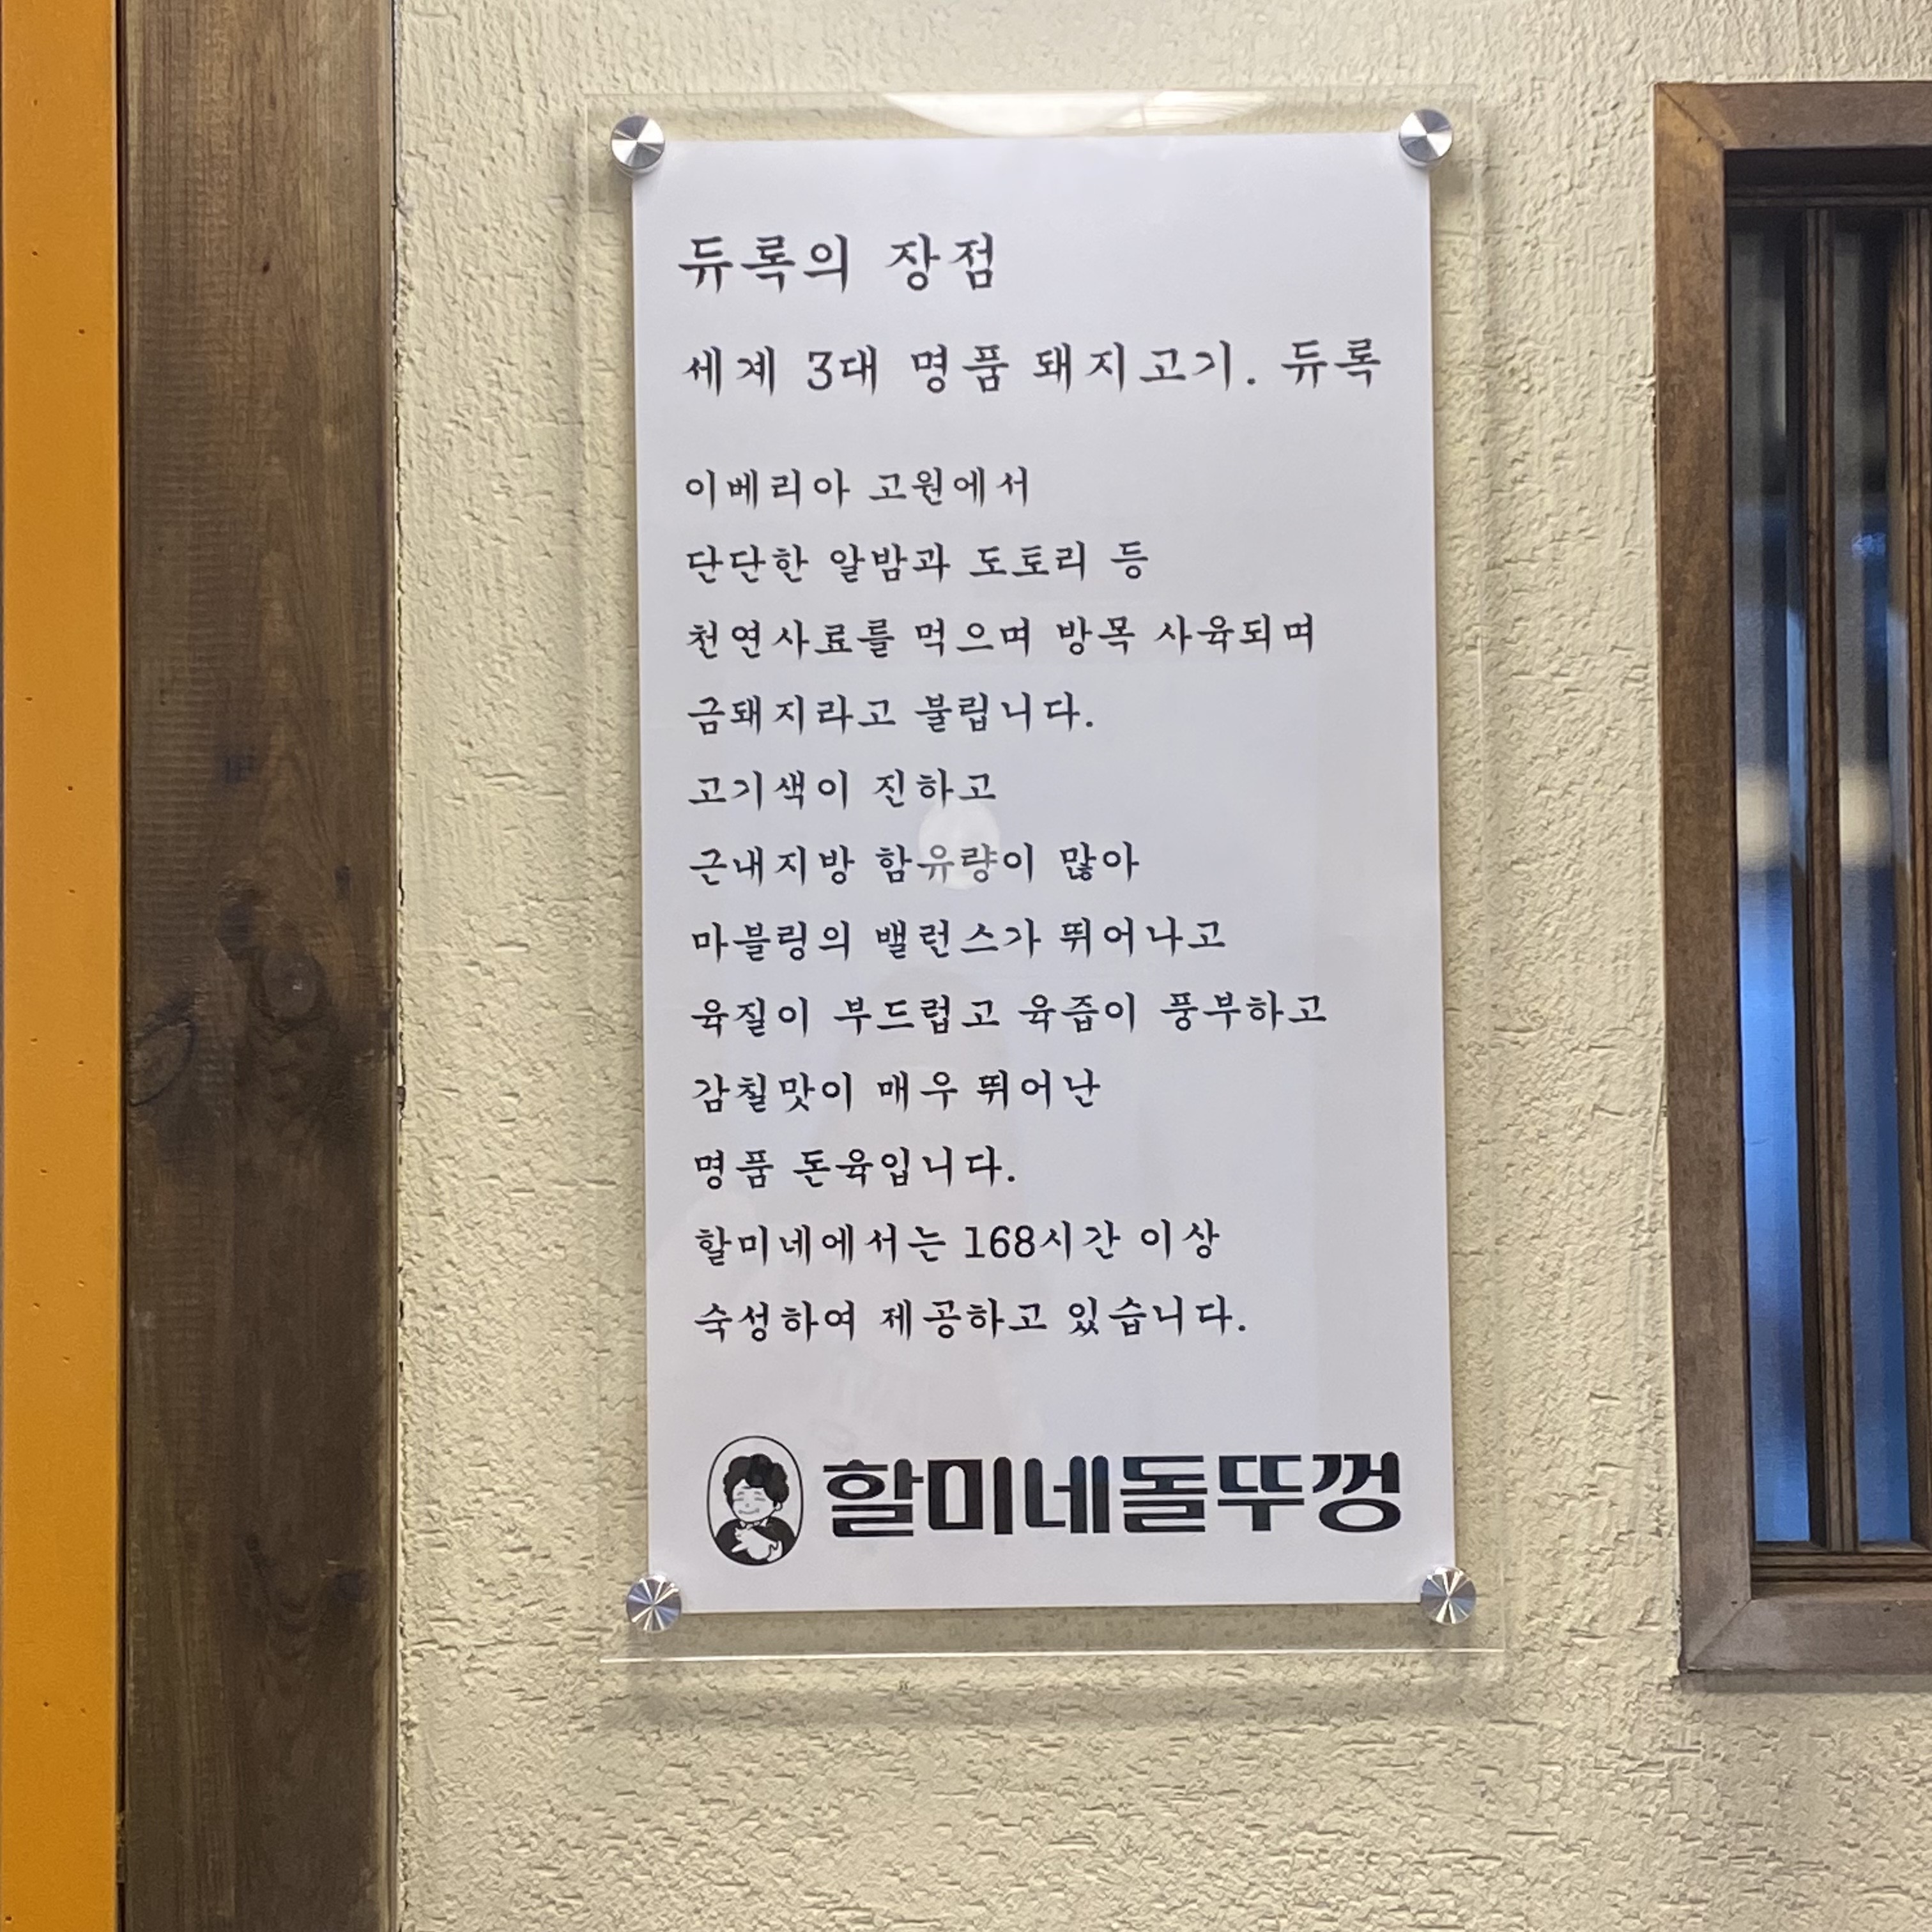 듀록의 장점
세계 3대 명품 돼지고기. 듀록
이베리아 고원에서
단단한 알밤과 도토리 등
천연사료를 먹으며 방목 사육되며
금돼지라고 불립니다.
고기색이 진하고
근내지방 함유량이 많아
마블링의 밸런스가 뛰어나고
육질이 부드럽고 육즙이 풍부하고
감칠맛이 매우 뛰어난
명품 돈육입니다.
할미네에서는 168시간 이상
숙성하여 제공하고 있습니다.
할미네돌뚜껑